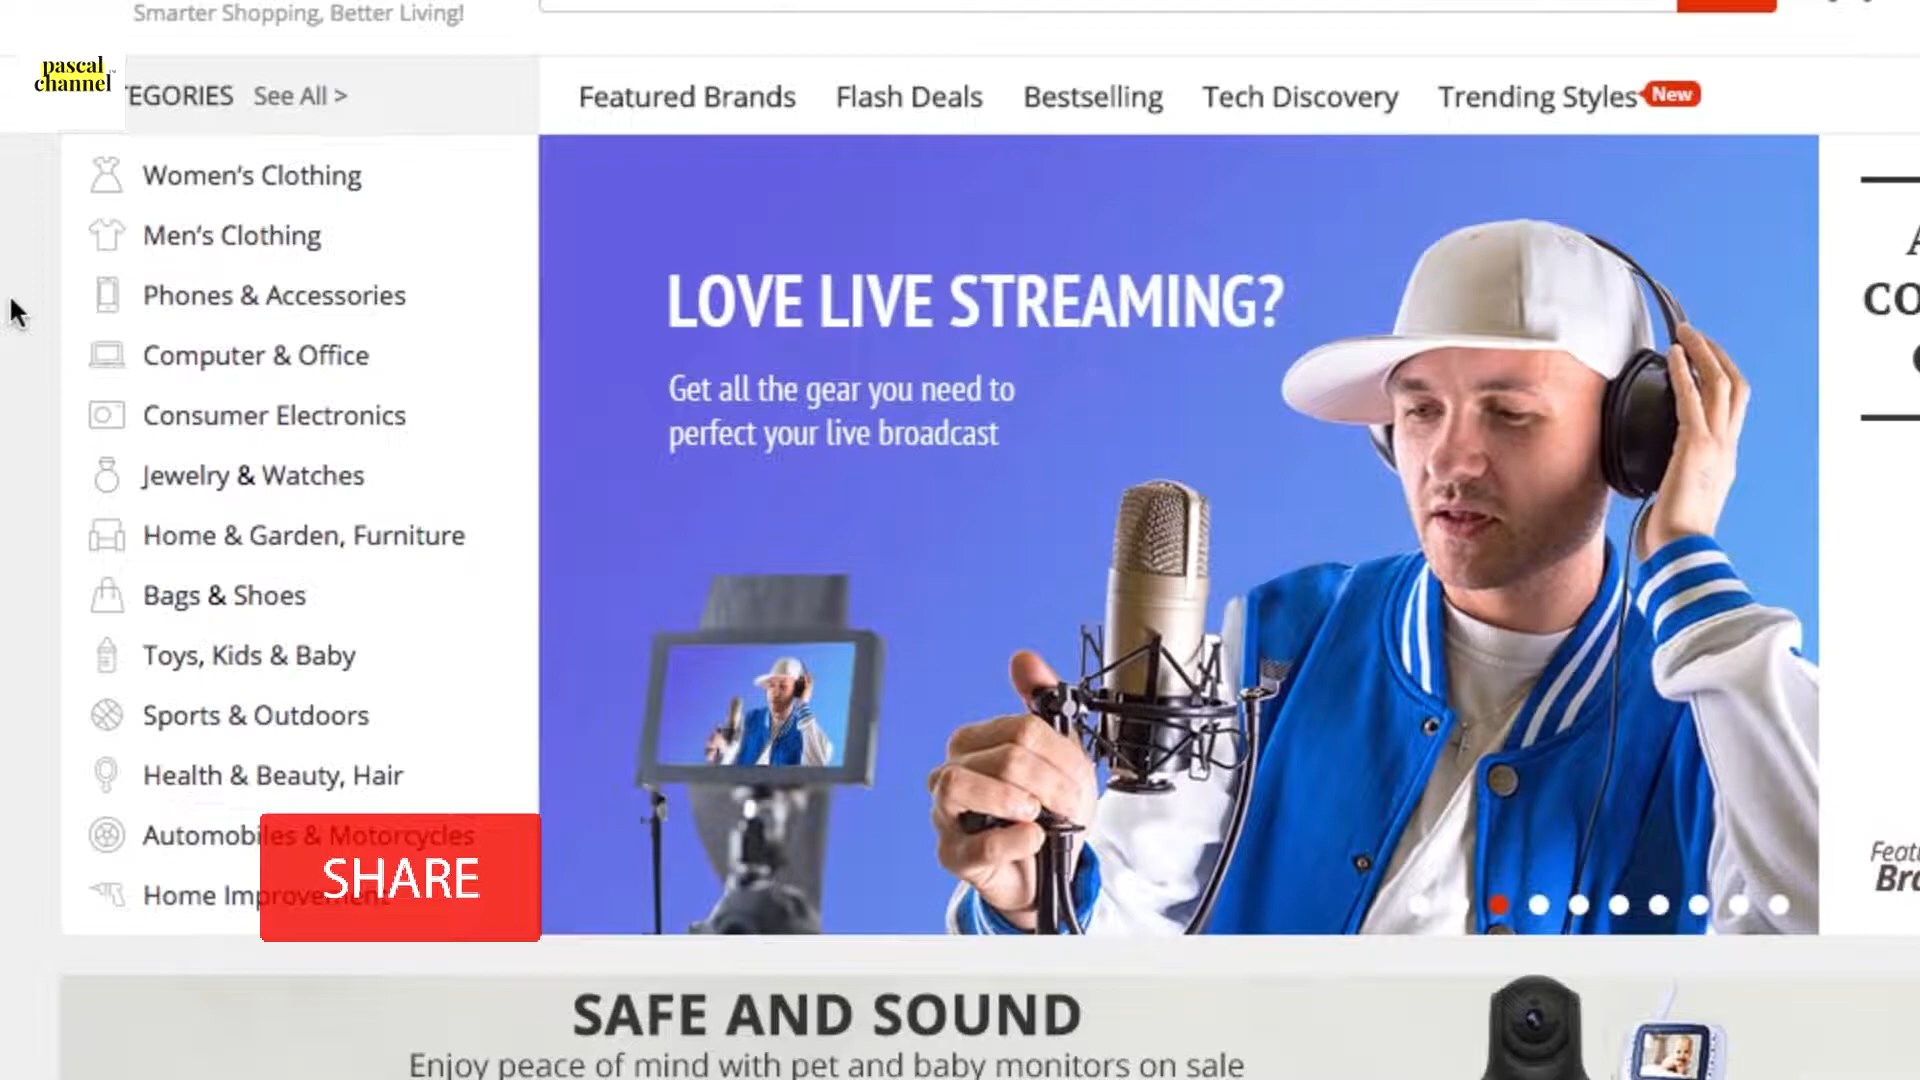 Smarter Shopping, Better Living!
pascal
channel
TEGORIES See All >
Featured Brands Flash Deals Bestselling Tech Discovery Trending Styles New
Women's Clothing
Men's Clothing
Phones & Accessories
Computer & Office
Consumer Electronics
Jewelry & Watches
Home & Garden, Furniture
Bags & Shoes
Toys, Kids & Baby
Sports & Outdoors
Health & Beauty, Hair
Automobiles & Motorcycles
Home Improvement
SHARE
LOVE LIVE STREAMING?
Get all the gear you need to
perfect your live broadcast
CO
Featu
Bra
SAFE AND SOUND
Enjoy peace of mind with pet and baby monitors on sale